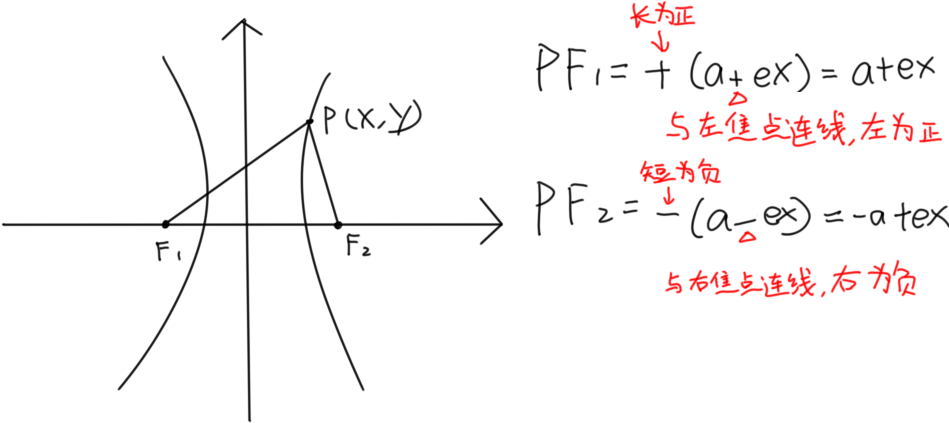 长为正
PF₁= + (a+ex) = a+ex
与左焦点连线,左为正
P(X,y)
短为负
PF₂= -(a-ex) = -a+ex
F₁
F₂
与右焦点连线,右为负